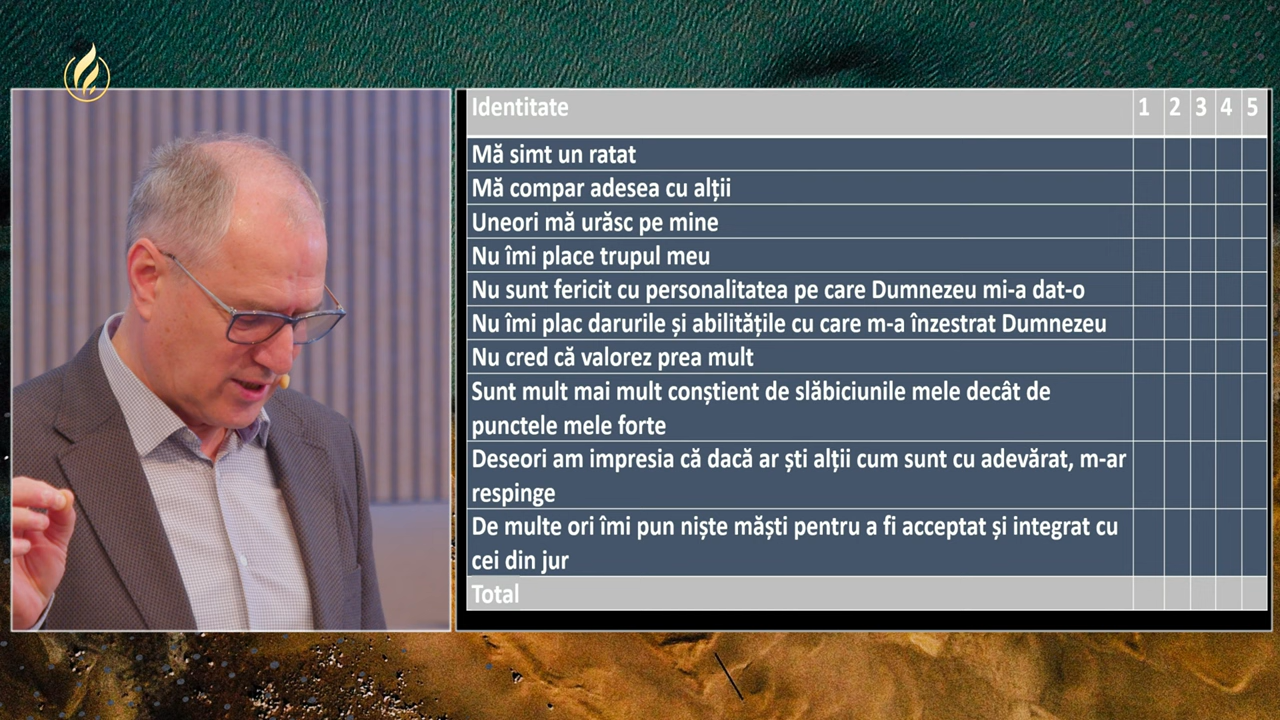 Identitate 1 2 3 4 5
Mă simt un ratat
Mă compar adesea cu alții
Uneori mă urăsc pe mine
Nu îmi place trupul meu
Nu sunt fericit cu personalitatea pe care Dumnezeu mi-a dat-o
Nu îmi plac darurile și abilitățile cu care m-a înzestrat Dumnezeu
Nu cred că valorez prea mult
Sunt mult mai mult conștient de slăbiciunile mele decât de
punctele mele forte
Deseori am impresia că dacă ar ști alții cum sunt cu adevărat, m-ar
respinge
De multe ori îmi pun niște măști pentru a fi acceptat și integrat cu
cei din jur
Total